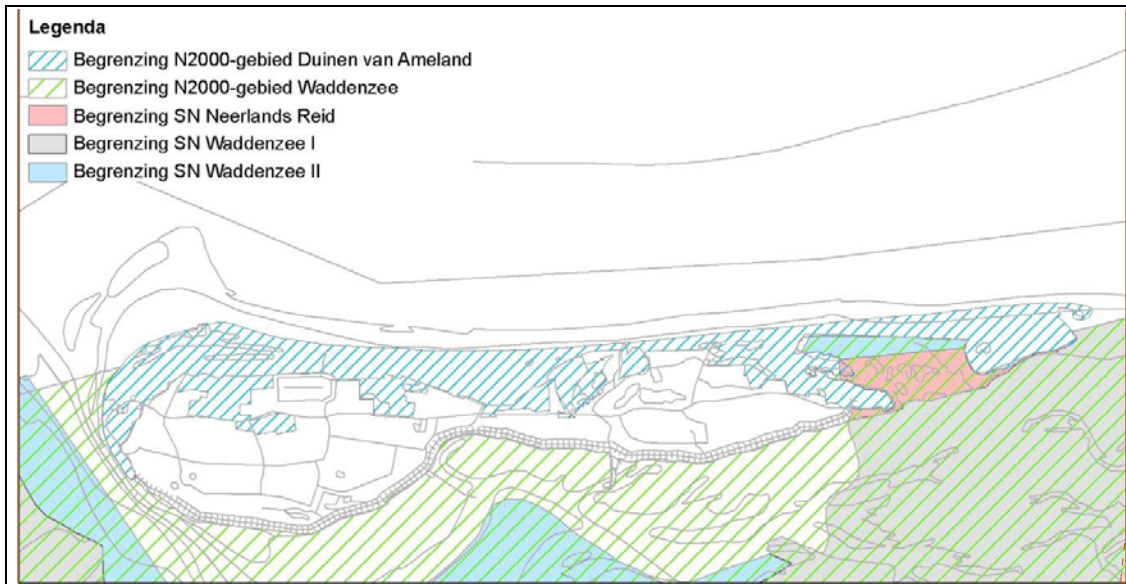 Legenda
Begrenzing N2000-gebied Duinen van Ameland
Begrenzing N2000-gebied Waddenzee
Begrenzing SN Neerlands Reid
Begrenzing SN Waddenzee I
Begrenzing SN Waddenzee II